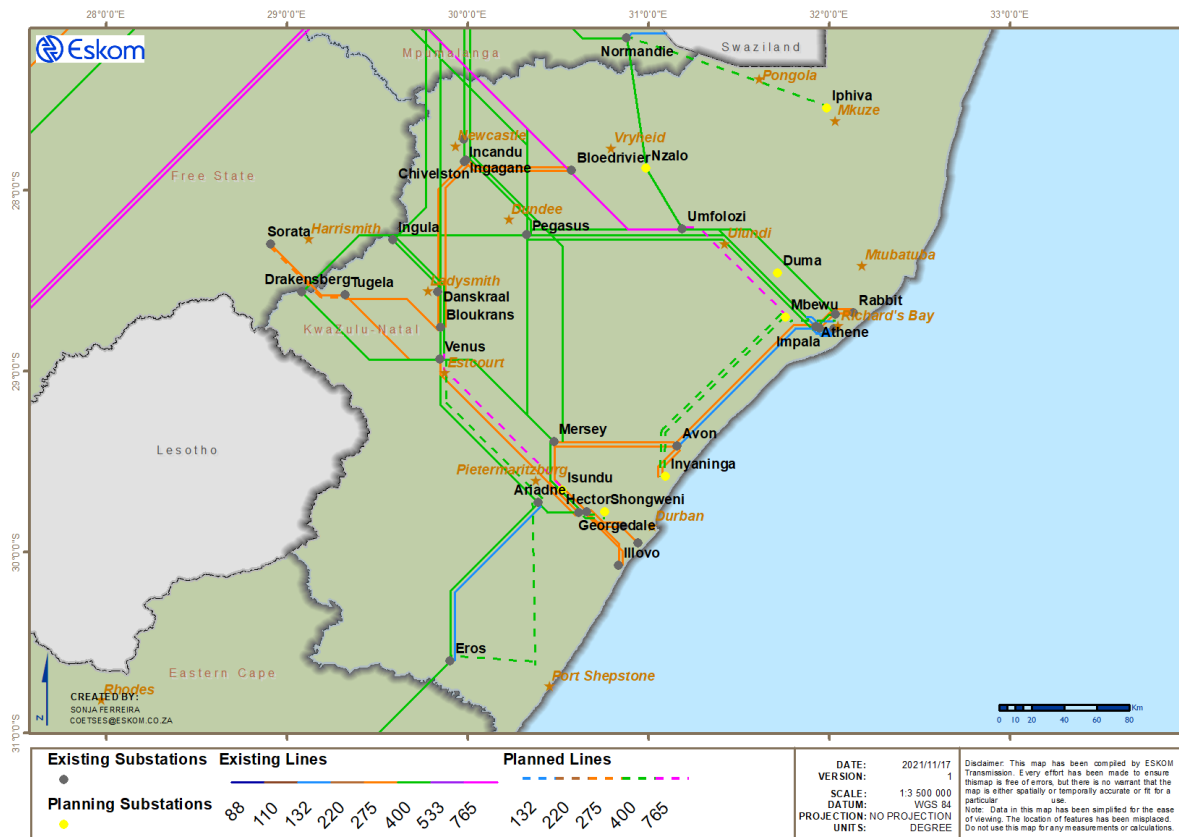 28°0'0"E 29°0'0"E 30°0'0"E 31°0'0"E 32°0'0"E 33°0'0"E
Eskom
Mpumalanga
Normandie
Swaziland
Pongola
Iphiva
Mkuze
Newcastle
Vryheid
Incandu
Bloedrivier
Nzalo
Chivelston
Ingagane
Free State
28°0'0"S
Dundee
Umfolozi
Sorata
Harrismith
Ingula
Pegasus
Ulundi
Duma
Mtubatuba
Drakensberg
Tugela
Ladysmith
Danskraal
Bloukrans
KwaZulu-Natal
Mbewu
Rabbit
Richard's Bay
Athene
Impala
Venus
Estcourt
29°0'0"S
Mersey
Avon
Lesotho
Inyaninga
Pietermaritzburg
Isundu
Ariadne
Hector
Shongweni
Durban
Georgedale
Illovo
30°0'0"S
Eros
Eastern Cape
Port Shepstone
Rhodes
CREATED BY:
SONJA FERREIRA
COETSES@ESKOM.CO.ZA
N
0 10 20 40 60 80 Km
31°0'0"S
Existing Substations
Planning Substations
Existing Lines
88 110 132 220 275 400 533 765
Planned Lines
132 220 275 400 765
DATE: 2021/11/17
VERSION: 1
SCALE: 1:3 500 000
DATUM: WGS 84
PROJECTION: NO PROJECTION
UNITS: DEGREE
Disclaimer: This map has been compiled by ESKOM
Transmission. Every effort has been made to ensure
thismap is free of errors, but there is no warrant that the
map is either spatially or temporally accurate or fit for a
particular use.
Note: Data in this map has been simplified for the ease
of viewing. The location of features has been misplaced.
Do not use this map for any measurements or calculations.